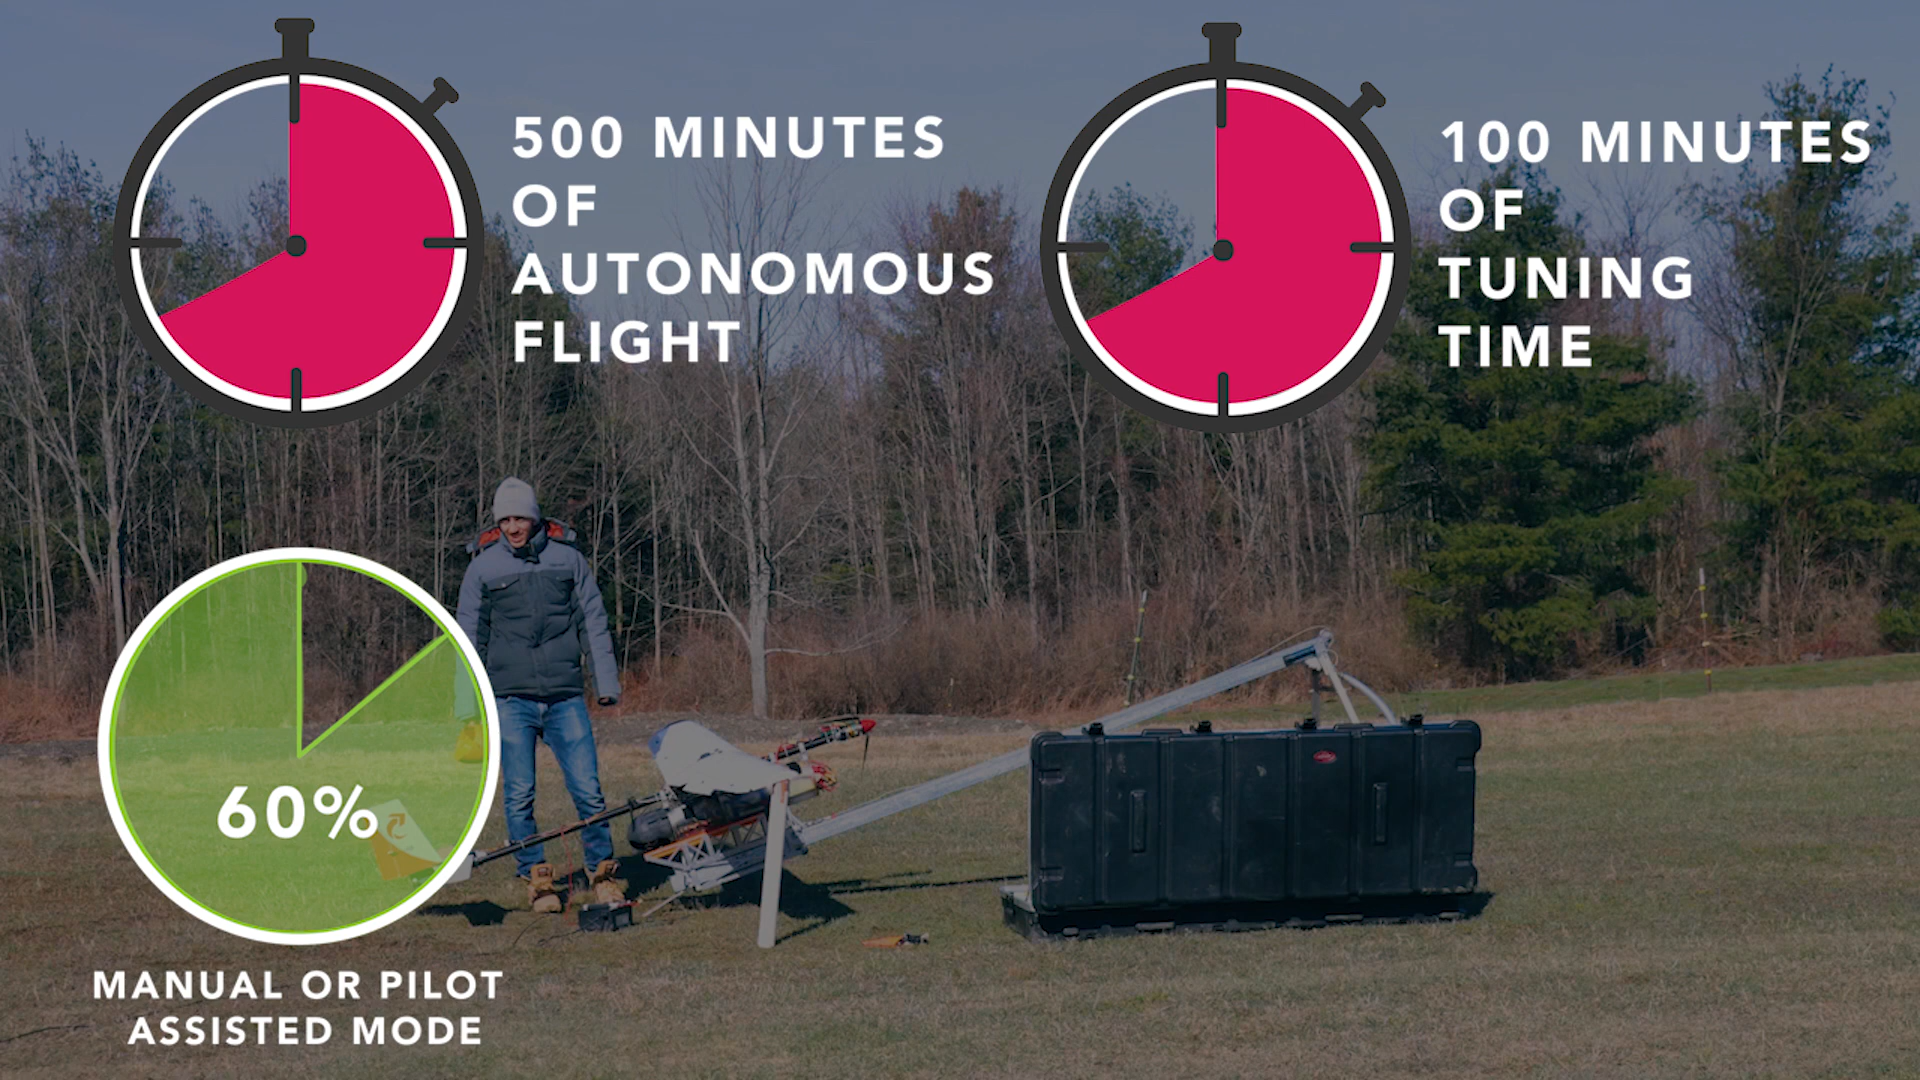 500 MINUTES
OF
AUTONOMOUS
FLIGHT
100 MINUTES
OF
TUNING
TIME
60%
MANUAL OR PILOT
ASSISTED MODE